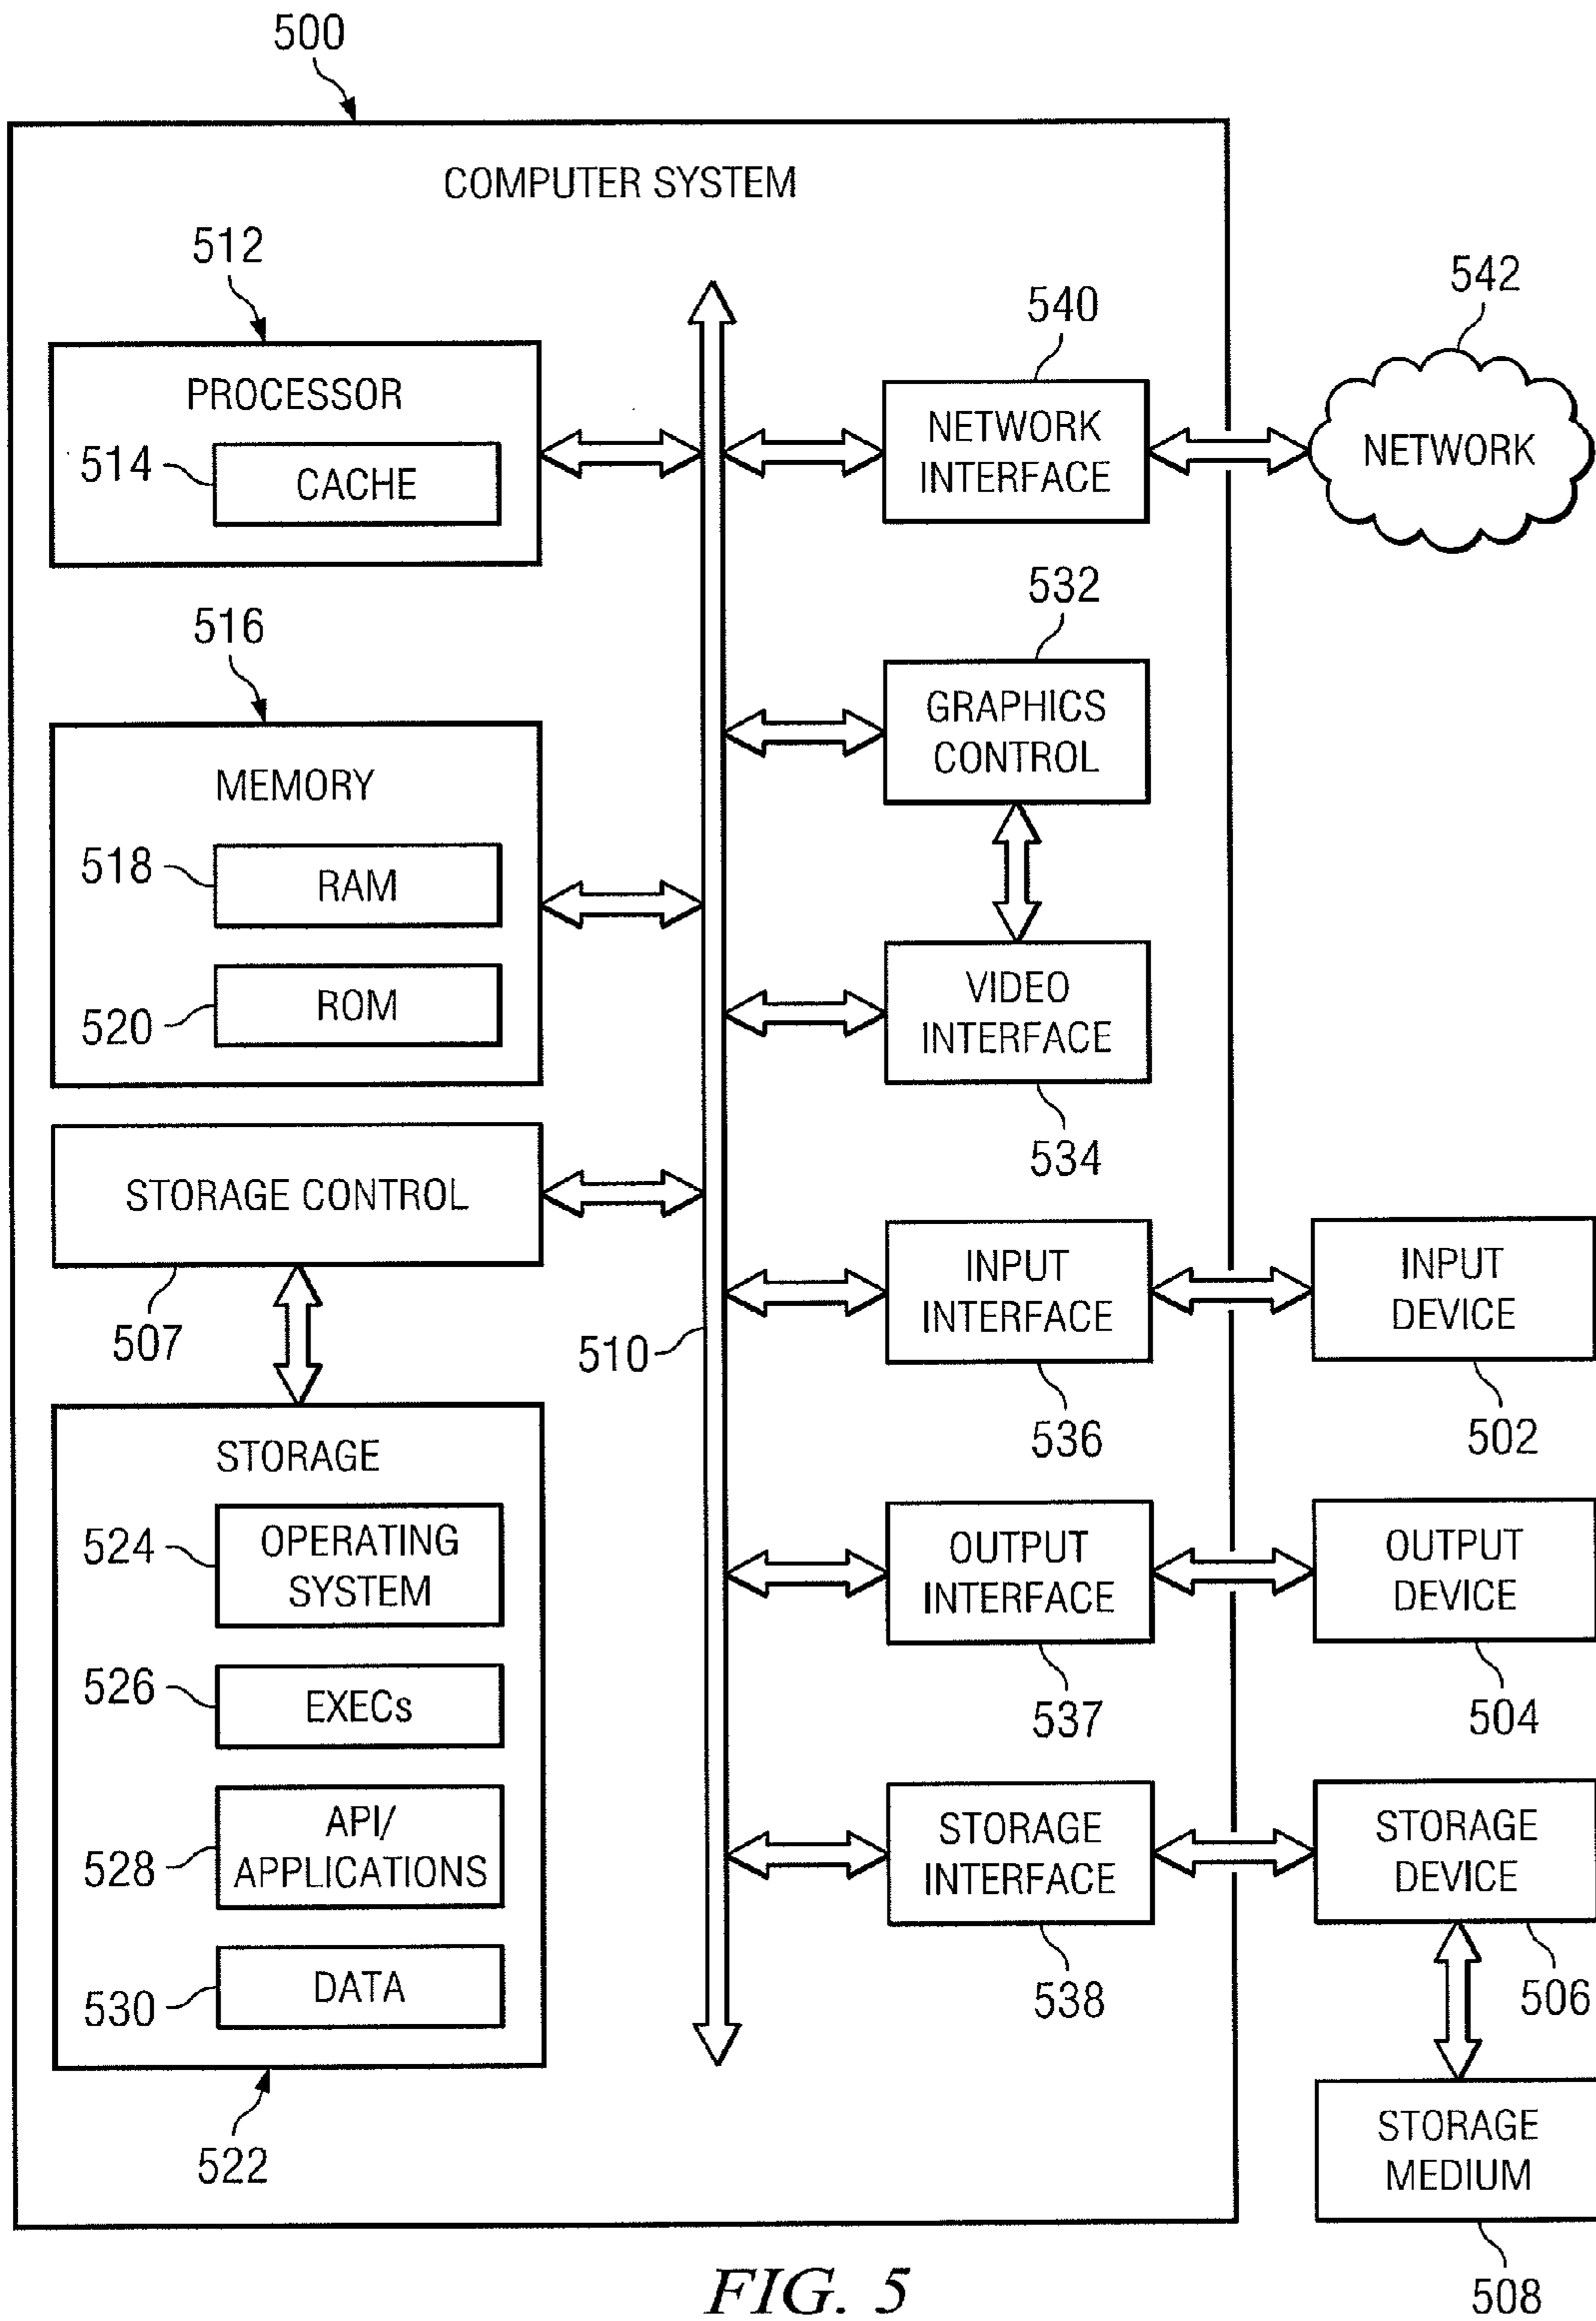 500
COMPUTER SYSTEM
512
PROCESSOR
514
CACHE
540
NETWORK
INTERFACE
542
NETWORK
516
MEMORY
518
RAM
520
ROM
532
GRAPHICS
CONTROL
VIDEO
INTERFACE
534
STORAGE CONTROL
507
510
INPUT
INTERFACE
536
INPUT
DEVICE
502
STORAGE
524
OPERATING
SYSTEM
526
EXECs
528
API/
APPLICATIONS
530
DATA
522
OUTPUT
INTERFACE
537
OUTPUT
DEVICE
504
STORAGE
INTERFACE
538
STORAGE
DEVICE
506
STORAGE
MEDIUM
508
FIG. 5